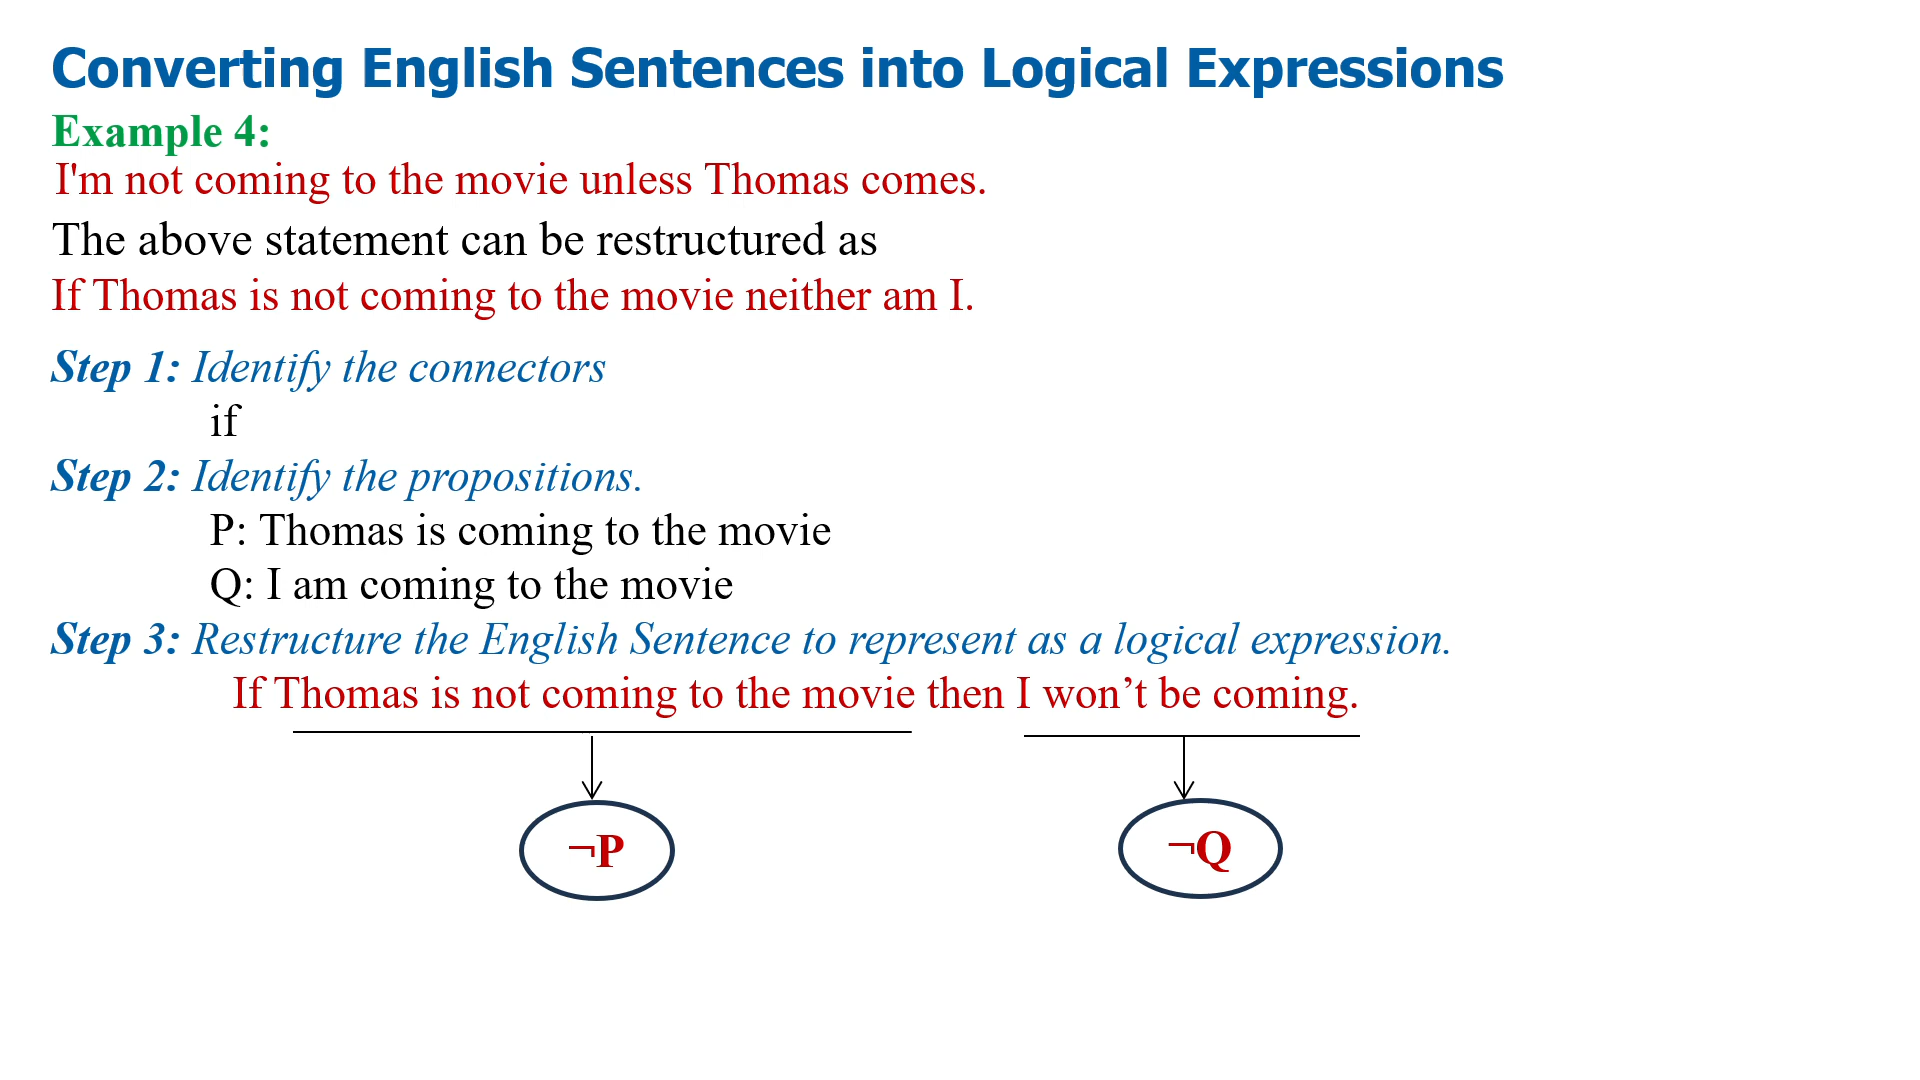 Converting English Sentences into Logical Expressions
Example 4:
I'm not coming to the movie unless Thomas comes.
The above statement can be restructured as
If Thomas is not coming to the movie neither am I.
Step 1: Identify the connectors
if
Step 2: Identify the propositions.
P: Thomas is coming to the movie
Q: I am coming to the movie
Step 3: Restructure the English Sentence to represent as a logical expression.
If Thomas is not coming to the movie then I won’t be coming.
¬P
¬Q